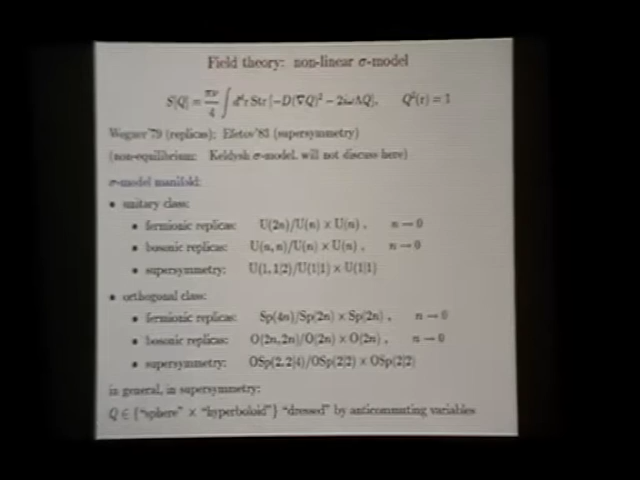 Field theory: non-linear σ-model
S[Q] = πν/4 ∫ d^d r Str [−D(∇Q)² − 2iωΛQ], Q²(r) = 1
Wegner'79 (replicas); Efetov'83 (supersymmetry)
(non-equilibrium: Keldysh σ-model, will not discuss here)
σ-model manifold:
• unitary class:
• fermionic replicas: U(2n)/U(n) × U(n) , n → 0
• bosonic replicas: U(n, n)/U(n) × U(n) , n → 0
• supersymmetry: U(1, 1|2)/U(1|1) × U(1|1)
• orthogonal class:
• fermionic replicas: Sp(4n)/Sp(2n) × Sp(2n) , n → 0
• bosonic replicas: O(2n, 2n)/O(2n) × O(2n) , n → 0
• supersymmetry: OSp(2, 2|4)/OSp(2|2) × OSp(2|2)
in general, in supersymmetry:
Q ∈ {"sphere" × "hyperboloid"} "dressed" by anticommuting variables